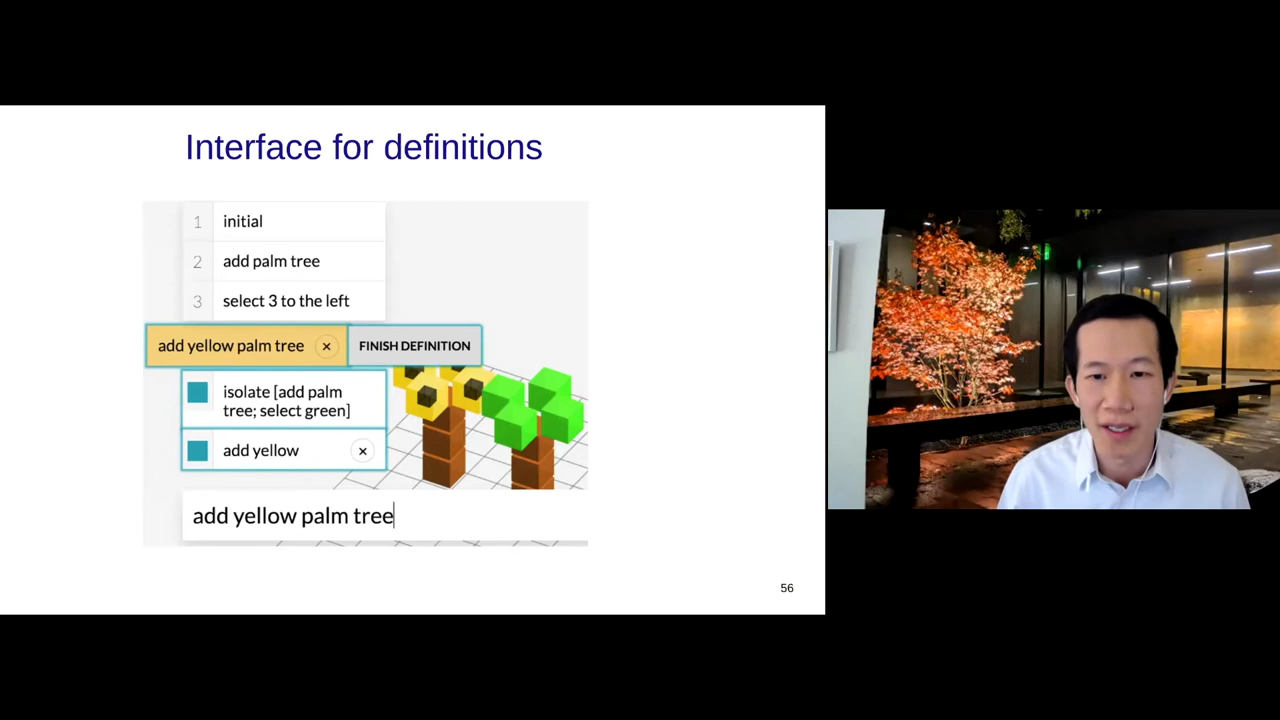 Interface for definitions
1 initial
2 add palm tree
3 select 3 to the left
add yellow palm tree × FINISH DEFINITION
isolate [add palm
tree; select green]
add yellow ×
add yellow palm tree
56